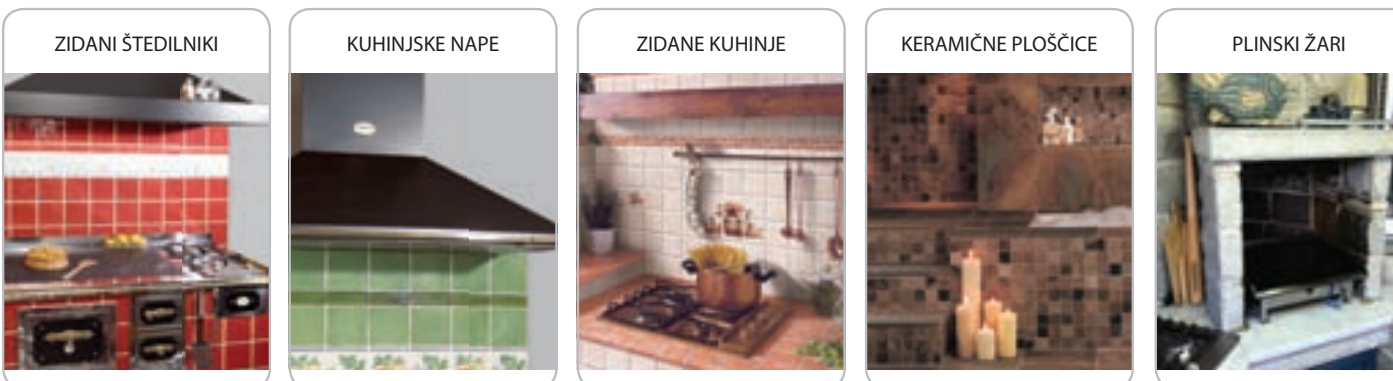 ZIDANI ŠTEDILNIKI
KUHINJSKE NAPE
ZIDANE KUHINJE
KERAMIČNE PLOŠČICE
PLINSKI ŽARI